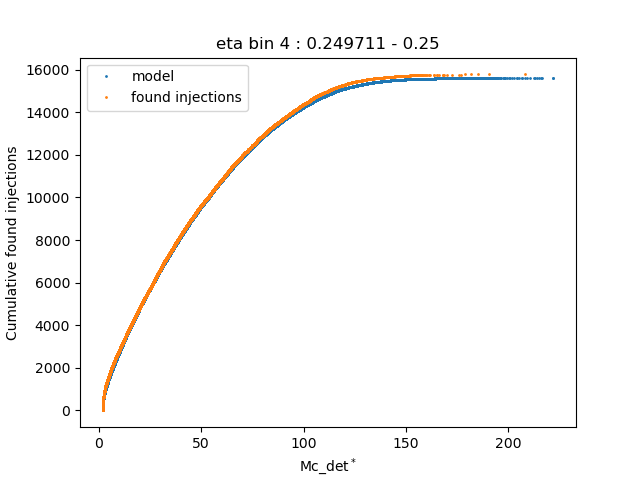 eta bin 4 : 0.249711 - 0.25
model
found injections
Cumulative found injections
16000
14000
12000
10000
8000
6000
4000
2000
0
0 50 100 150 200
Mc_det*